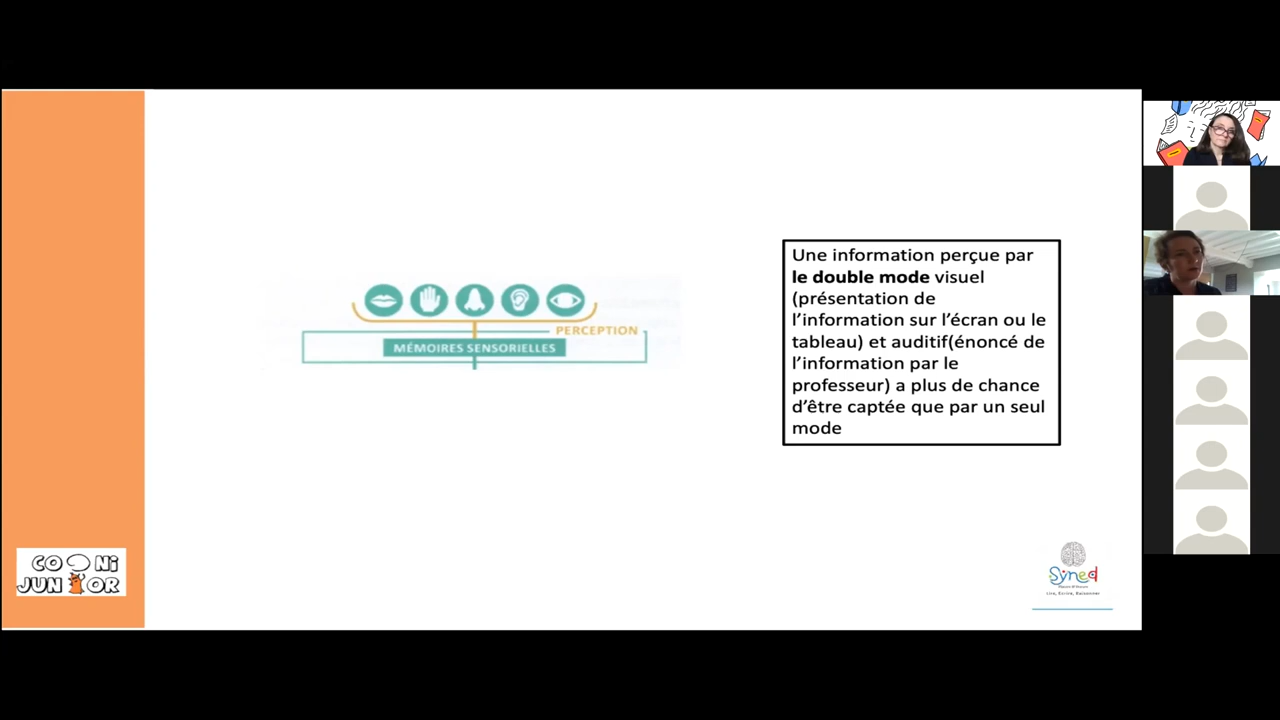 PERCEPTION
MÉMOIRES SENSORIELLES
Une information perçue par
le double mode visuel
(présentation de
l’information sur l’écran ou le
tableau) et auditif(énoncé de
l’information par le
professeur) a plus de chance
d’être captée que par un seul
mode
CO NI
JUNIOR
Syned
Lire, Ecrire, Raisonner